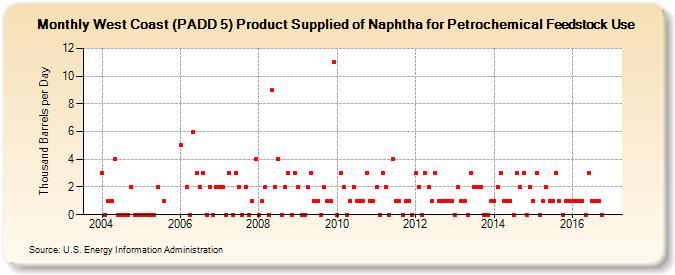 Monthly West Coast (PADD 5) Product Supplied of Naphtha for Petrochemical Feedstock Use
Thousand Barrels per Day
12
10
8
6
4
2
0
2004 2006 2008 2010 2012 2014 2016
Source: U.S. Energy Information Administration